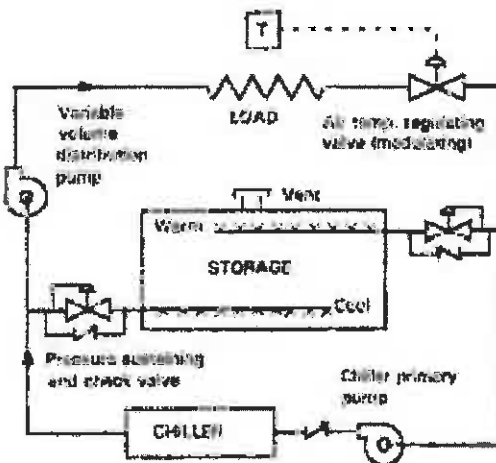 T
Variable
volume
distribution
pump
LOAD
Air temp. regulating
valve (modulating)
Vent
Warm
STORAGE
Cool
Pressure sustaining
and check valve
Chiller primary
pump
CHILLER